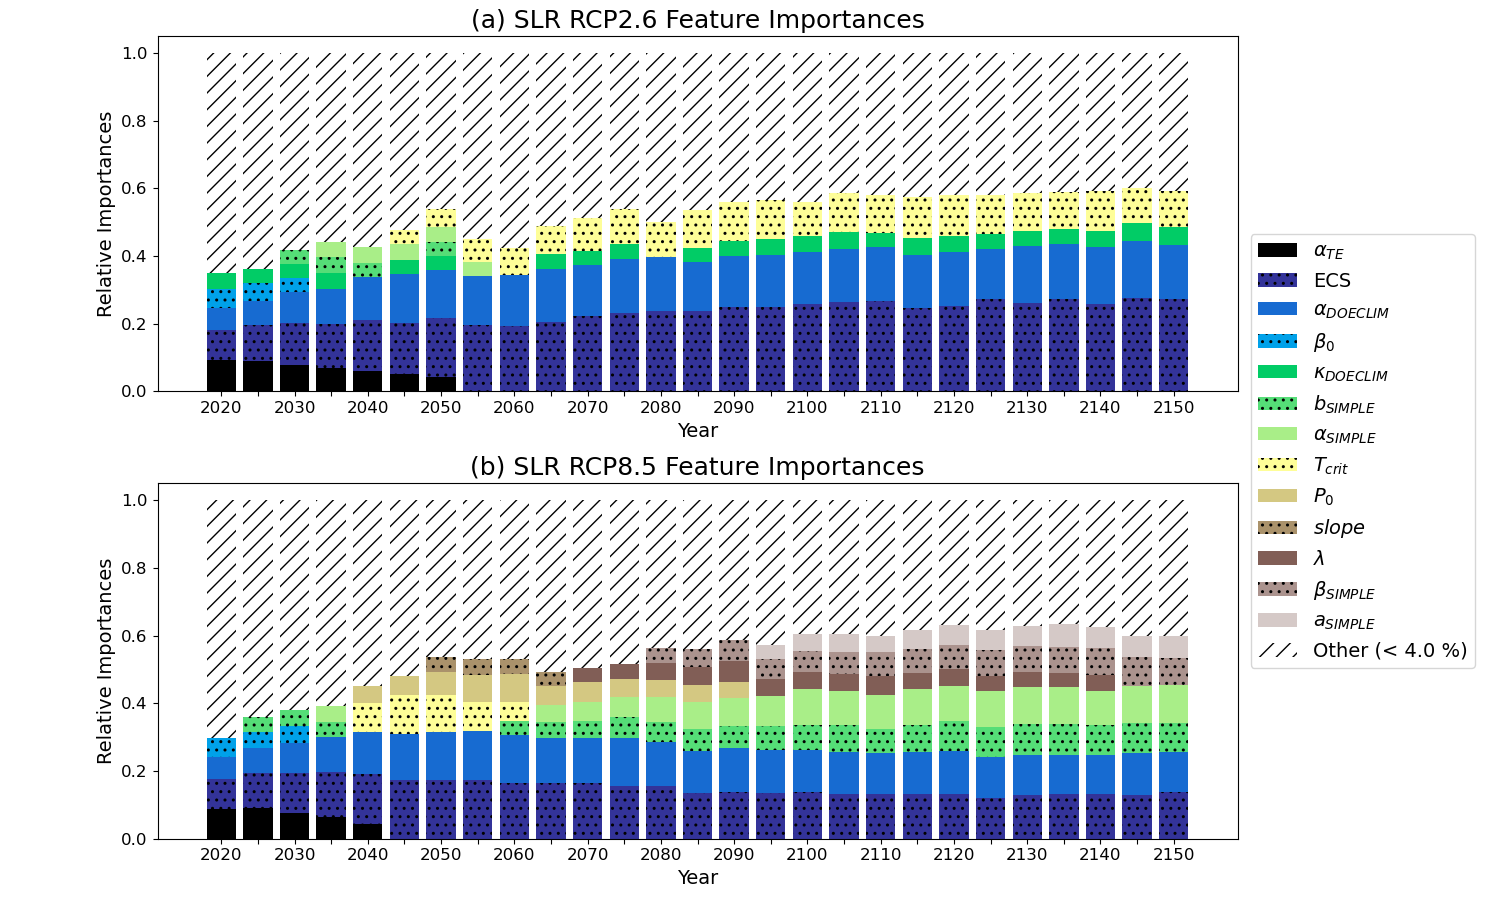 (a) SLR RCP2.6 Feature Importances
Relative Importances
1.0
0.8
0.6
0.4
0.2
0.0
2020 2030 2040 2050 2060 2070 2080 2090 2100 2110 2120 2130 2140 2150
Year
(b) SLR RCP8.5 Feature Importances
Relative Importances
1.0
0.8
0.6
0.4
0.2
0.0
2020 2030 2040 2050 2060 2070 2080 2090 2100 2110 2120 2130 2140 2150
Year
α_TE
ECS
α_DOECLIM
β_0
κ_DOECLIM
b_SIMPLE
α_SIMPLE
T_crit
P_0
slope
λ
β_SIMPLE
a_SIMPLE
Other (< 4.0 %)